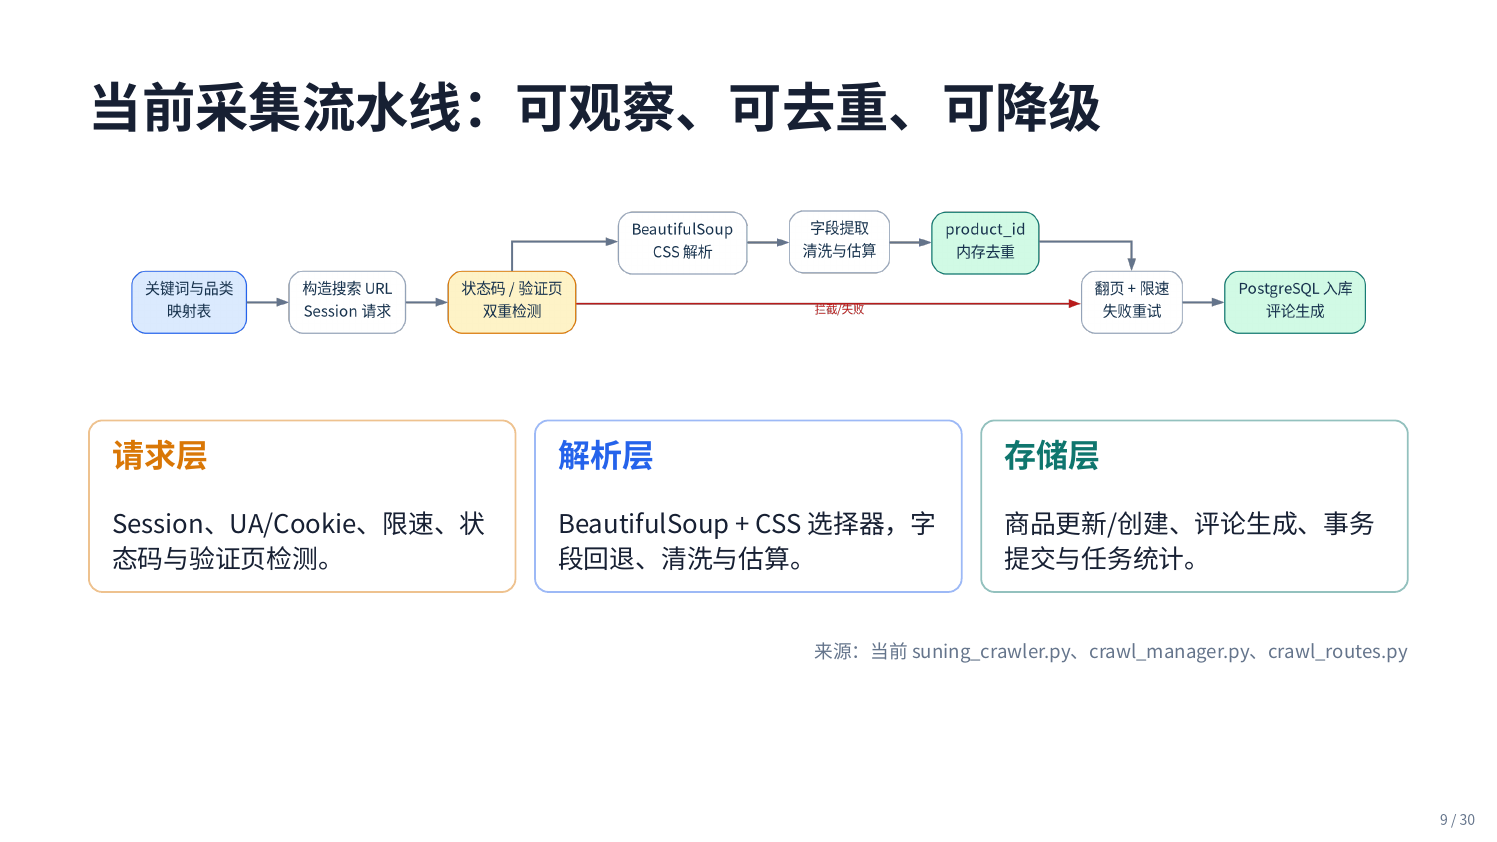 当前采集流水线：可观察、可去重、可降级
BeautifulSoup
CSS 解析
字段提取
清洗与估算
product_id
内存去重
关键词与品类
映射表
构造搜索 URL
Session 请求
状态码 / 验证页
双重检测
拦截/失败
翻页 + 限速
失败重试
PostgreSQL 入库
评论生成
请求层
Session、UA/Cookie、限速、状
态码与验证页检测。
解析层
BeautifulSoup + CSS 选择器，字
段回退、清洗与估算。
存储层
商品更新/创建、评论生成、事务
提交与任务统计。
来源：当前 suning_crawler.py、crawl_manager.py、crawl_routes.py
9 / 30